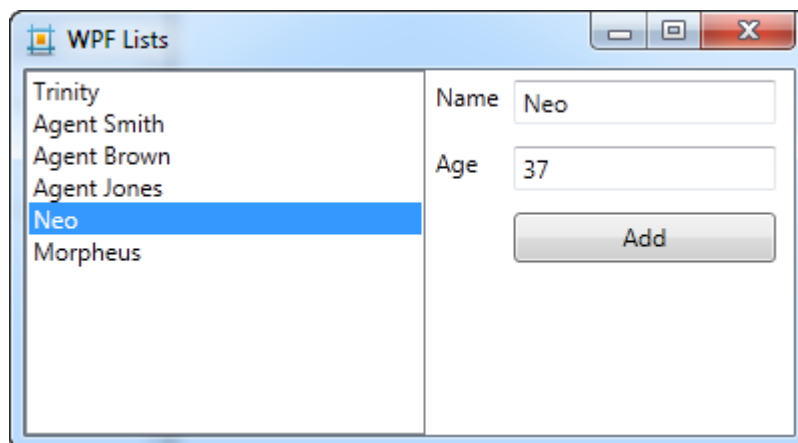 WPF Lists
Trinity
Agent Smith
Agent Brown
Agent Jones
Neo
Morpheus
Name Neo
Age 37
Add